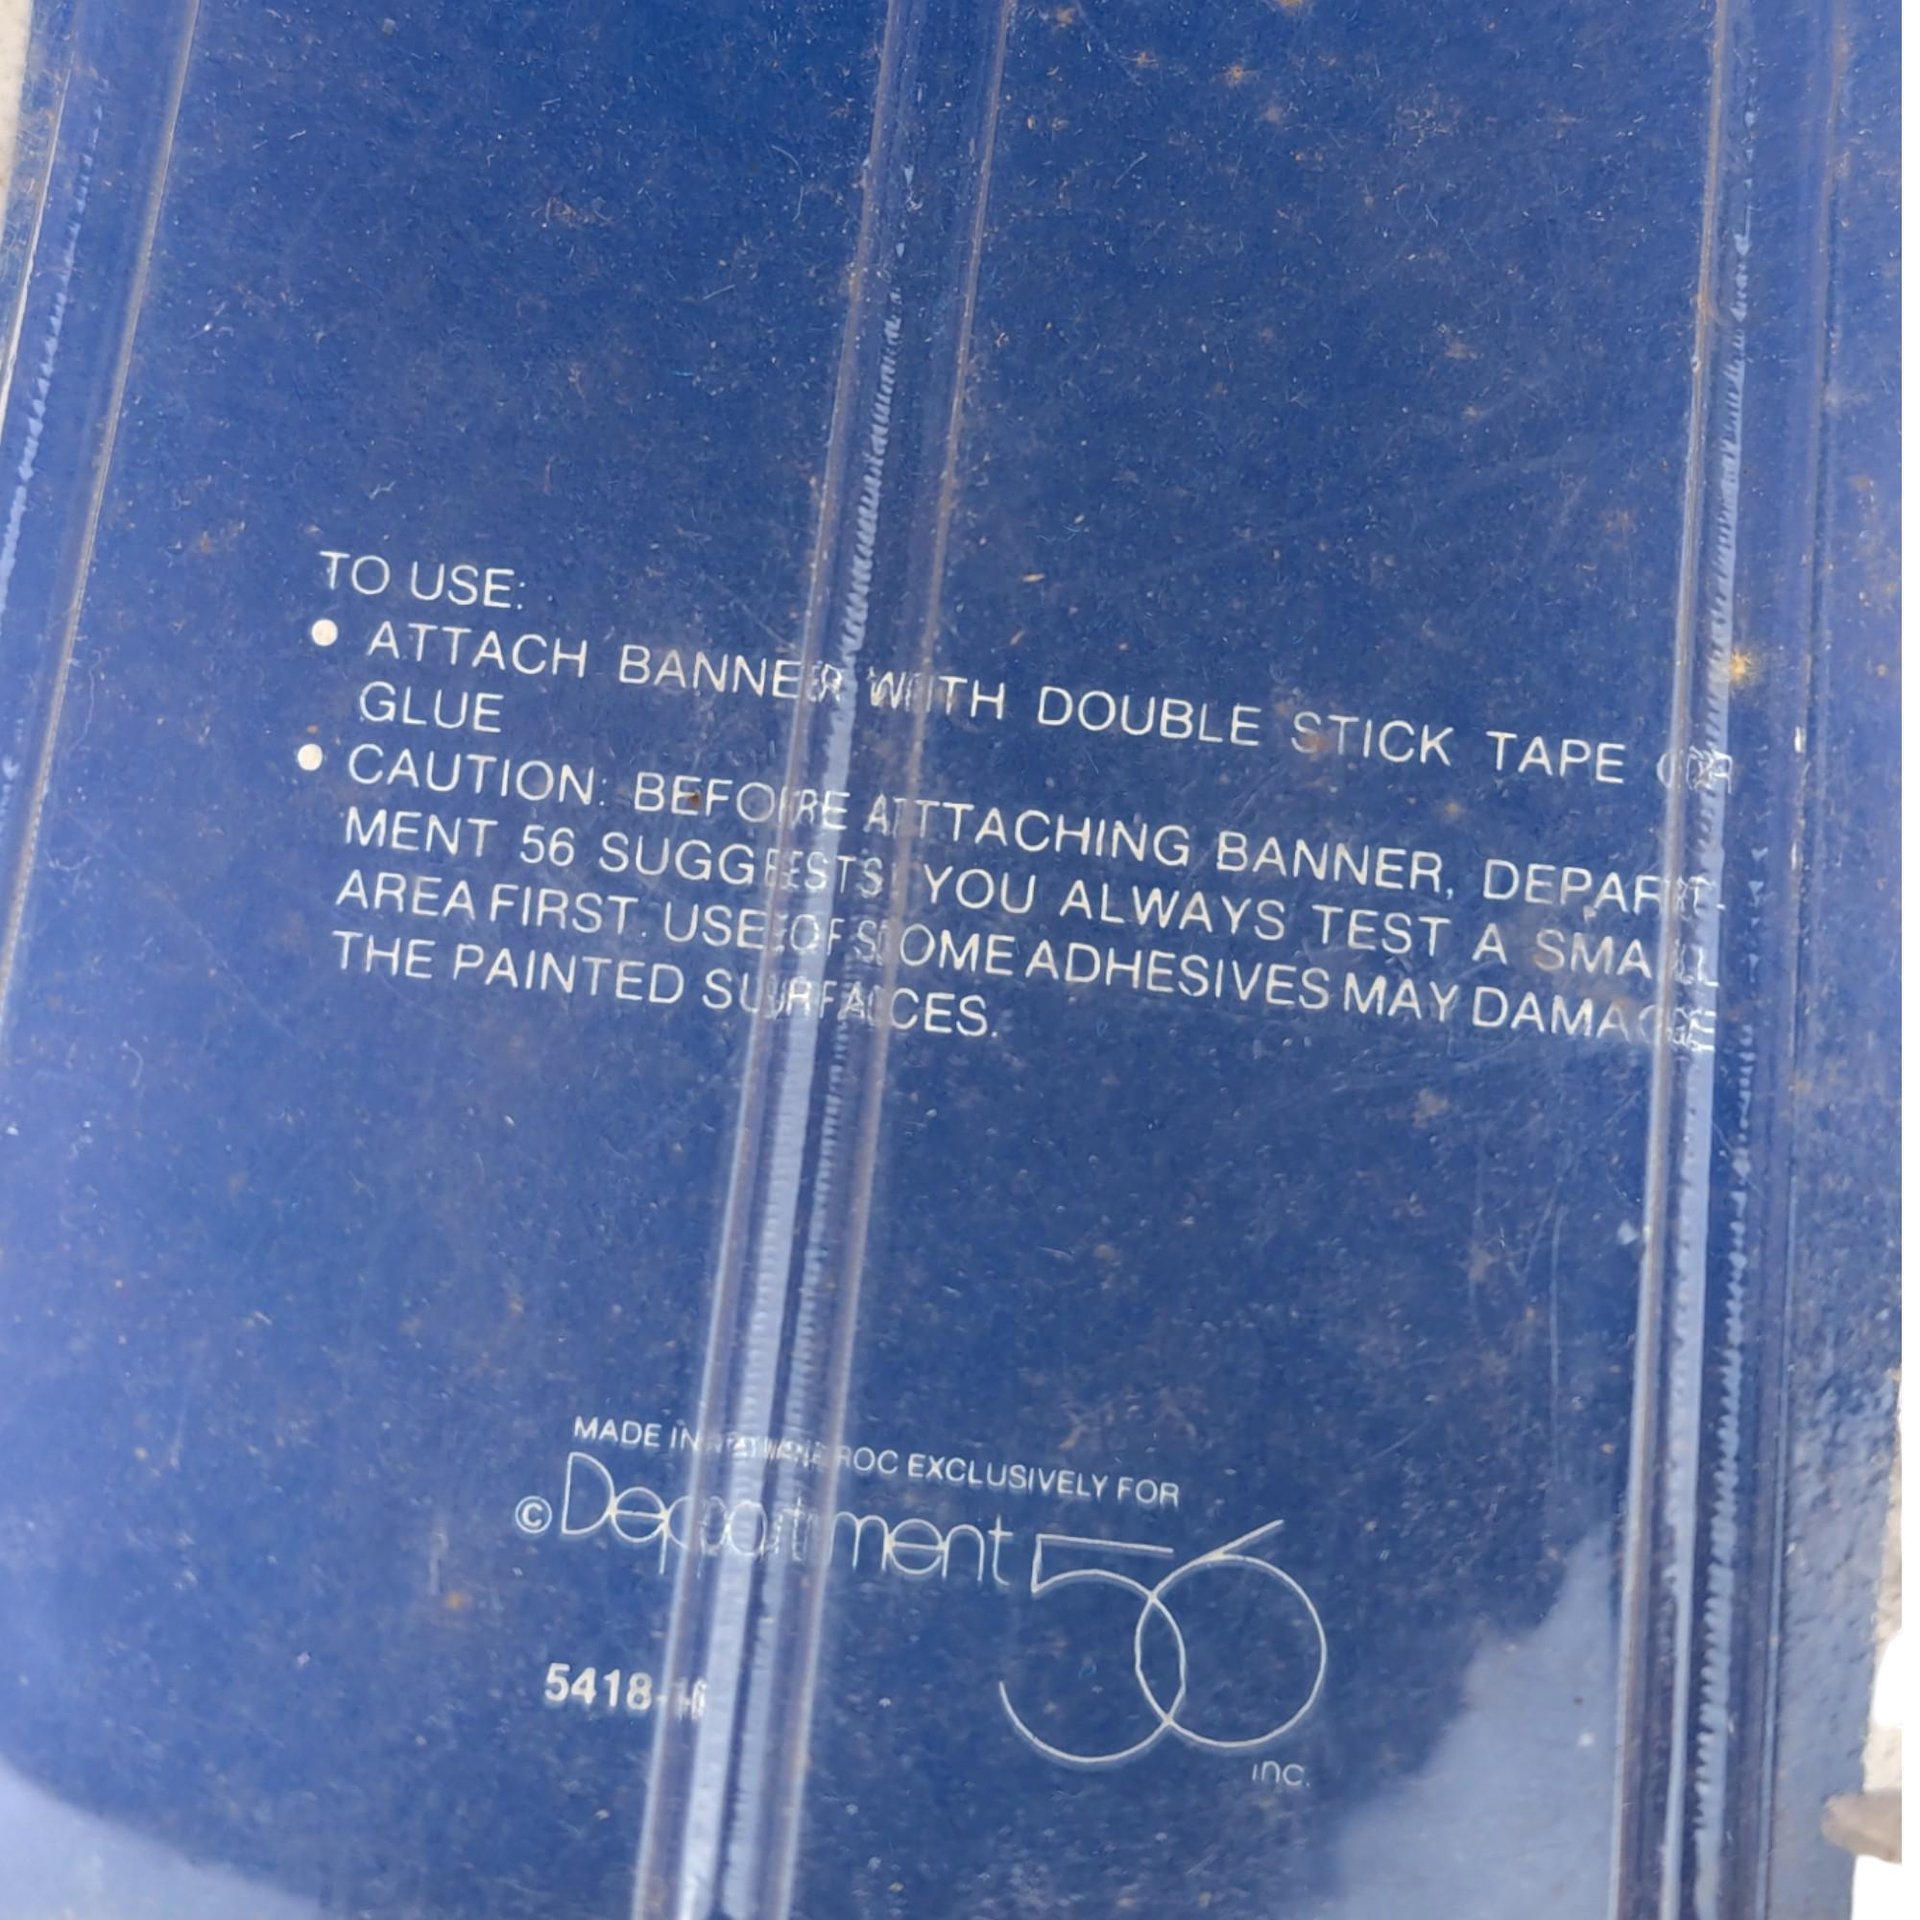 TO USE:
● ATTACH BANNER WITH DOUBLE STICK TAPE OR
GLUE
● CAUTION: BEFORE ATTACHING BANNER, DEPART-
MENT 56 SUGGESTS YOU ALWAYS TEST A SMALL
AREA FIRST. USE OF SOME ADHESIVES MAY DAMAGE
THE PAINTED SURFACES.
MADE IN TAIWAN ROC EXCLUSIVELY FOR
© Department 56
inc.